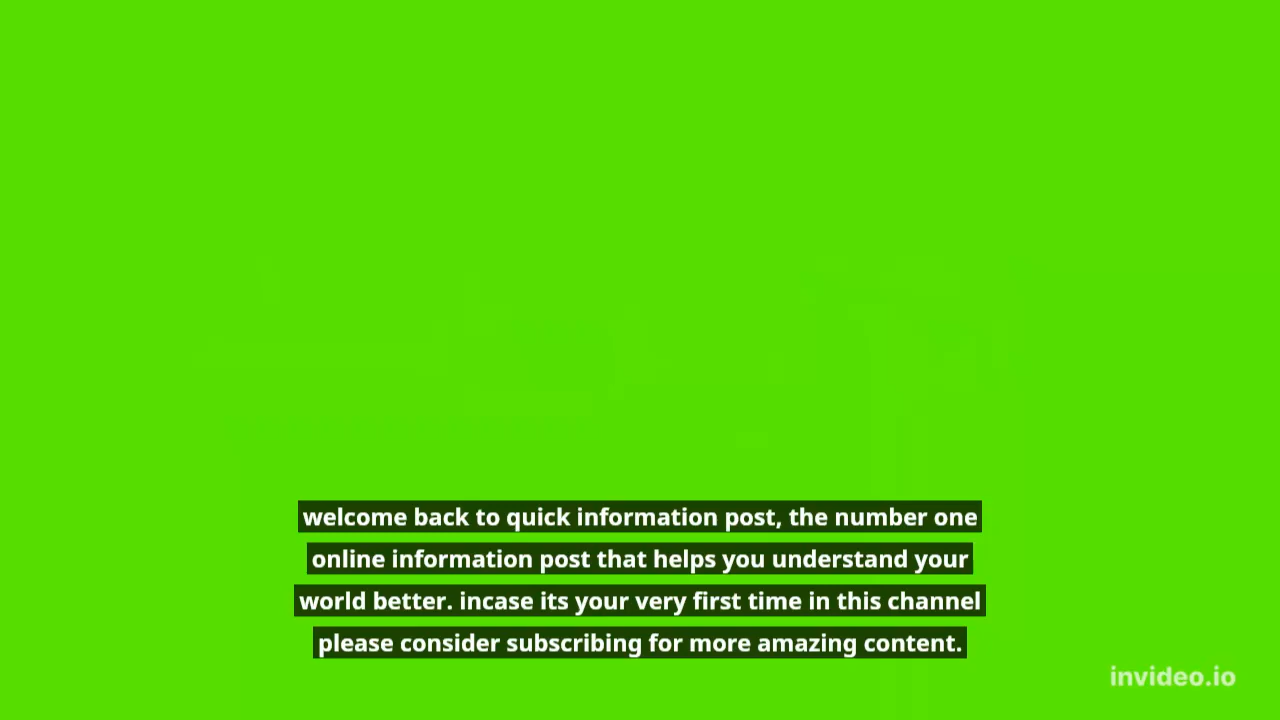 welcome back to quick information post, the number one
online information post that helps you understand your
world better. incase its your very first time in this channel
please consider subscribing for more amazing content.
invideo.io